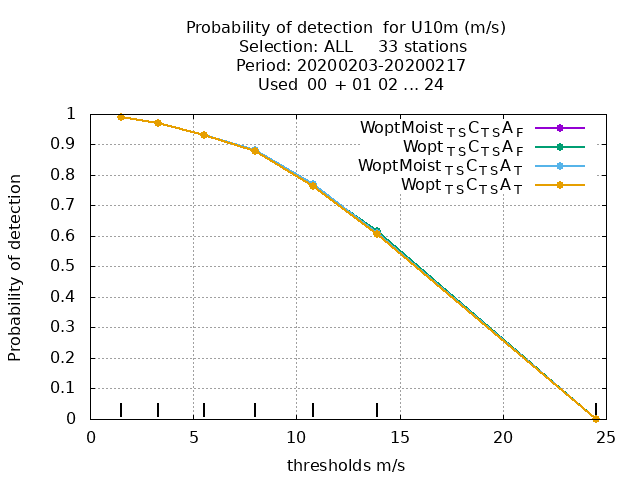 Probability of detection  for U10m (m/s)
Selection: ALL     33 stations
Period: 20200203-20200217
Used  00 + 01 02 ... 24
WoptMoist_TS C_TS A_F
Wopt_TS C_TS A_F
WoptMoist_TS C_TS A_T
Wopt_TS C_TS A_T
Probability of detection
1
0.9
0.8
0.7
0.6
0.5
0.4
0.3
0.2
0.1
0
0 5 10 15 20 25
thresholds m/s